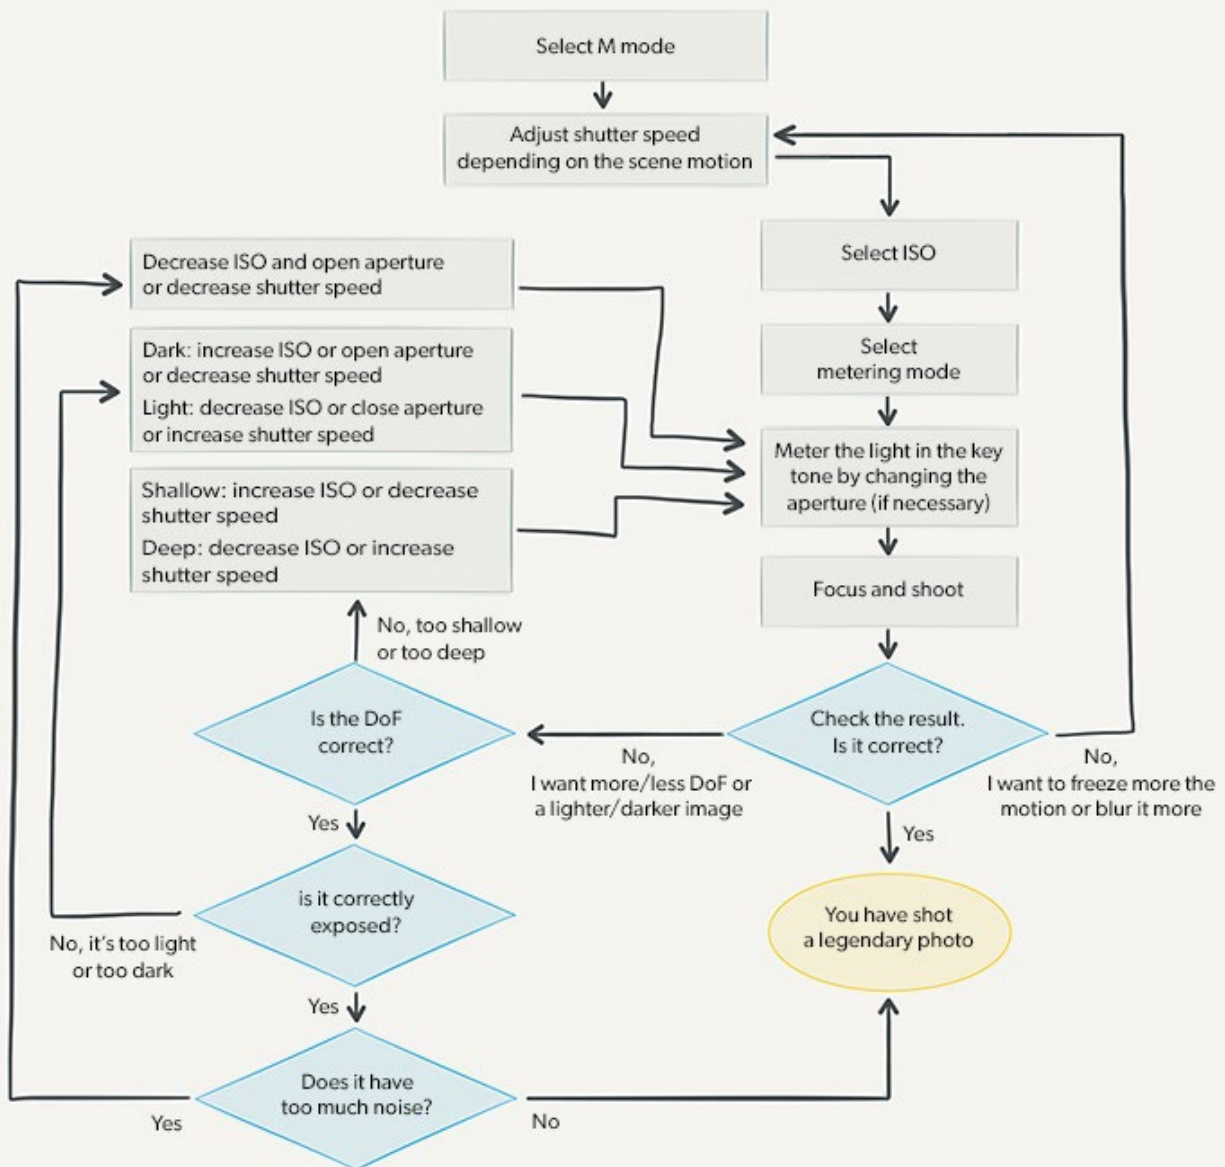 Select M mode
Adjust shutter speed
depending on the scene motion
Select ISO
Decrease ISO and open aperture
or decrease shutter speed
Select
metering mode
Dark: increase ISO or open aperture
or decrease shutter speed
Light: decrease ISO or close aperture
or increase shutter speed
Meter the light in the key
tone by changing the
aperture (if necessary)
Shallow: increase ISO or decrease
shutter speed
Deep: decrease ISO or increase
shutter speed
Focus and shoot
No, too shallow
or too deep
Is the DoF
correct?
Check the result.
Is it correct?
No,
I want more/less DoF or
a lighter/darker image
No,
I want to freeze more the
motion or blur it more
Yes
Yes
is it correctly
exposed?
You have shot
a legendary photo
No, it's too light
or too dark
Yes
Does it have
too much noise?
Yes
No